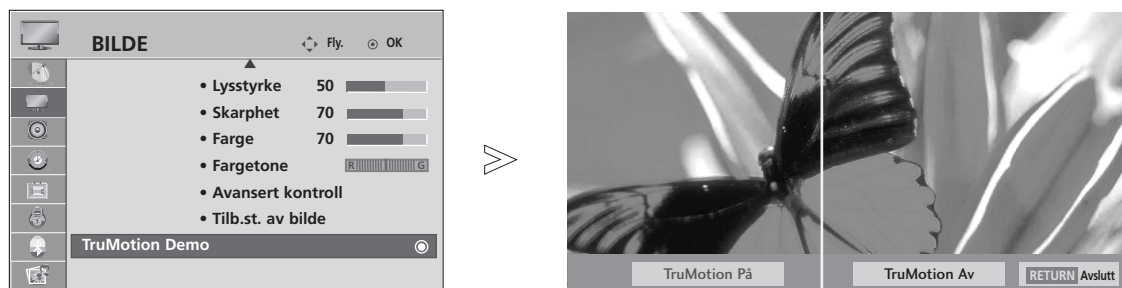 BILDE Fly. OK
• Lysstyrke 50
• Skarphet 70
• Farge 70
• Fargetone R G
• Avansert kontroll
• Tilb.st. av bilde
TruMotion Demo
TruMotion På TruMotion Av RETURN Avslutt